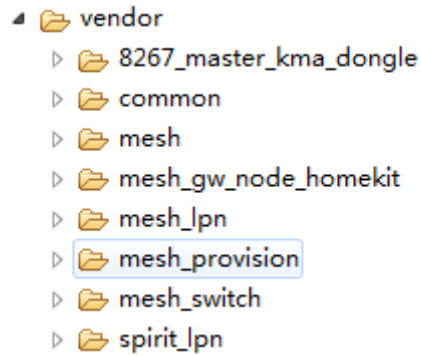 vendor
8267_master_kma_dongle
common
mesh
mesh_gw_node_homekit
mesh_lpn
mesh_provision
mesh_switch
spirit_lpn